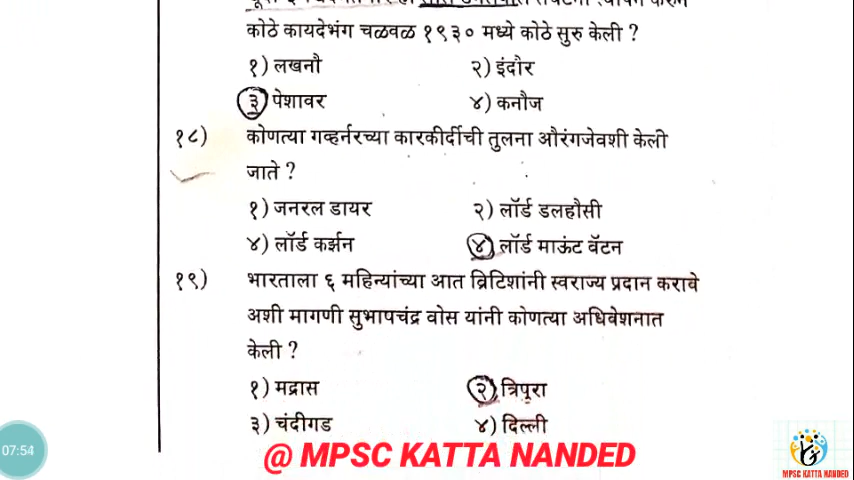 कोठे कायदेभंग चळवळ १९३० मध्ये कोठे सुरु केली ?
१) लखनौ २) इंदौर
३) पेशावर ४) कनौज
१८) कोणत्या गव्हर्नरच्या कारकीर्दीची तुलना औरंगजेवशी केली
जाते ?
१) जनरल डायर २) लॉर्ड डलहौसी
४) लॉर्ड कर्झन ४) लॉर्ड माऊंट वॅटन
१९) भारताला ६ महिन्यांच्या आत ब्रिटिशांनी स्वराज्य प्रदान करावे
अशी मागणी सुभाषचंद्र वोस यांनी कोणत्या अधिवेशनात
केली ?
१) मद्रास २) त्रिपूरा
३) चंदीगड ४) दिल्ली
07:54
@ MPSC KATTA NANDED
MPSC KATTA NANDED